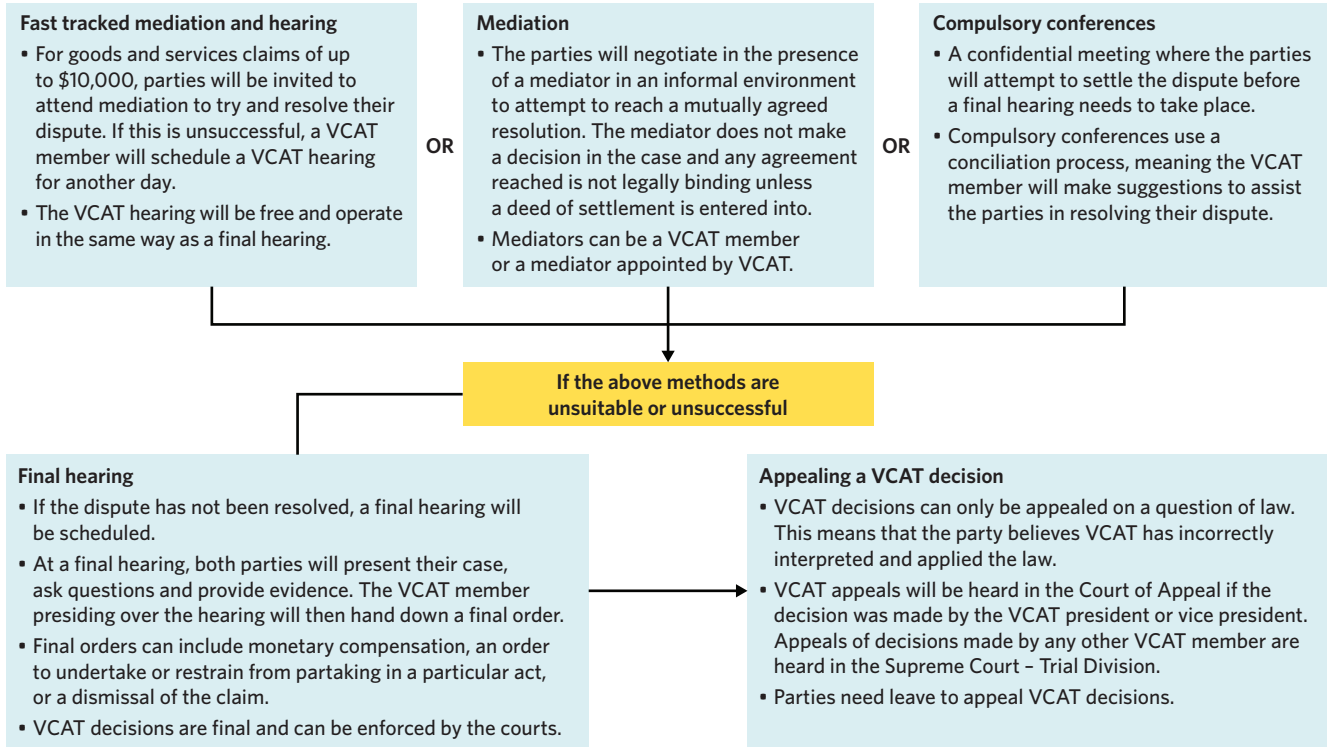 Fast tracked mediation and hearing
• For goods and services claims of up
to $10,000, parties will be invited to
attend mediation to try and resolve their
dispute. If this is unsuccessful, a VCAT
member will schedule a VCAT hearing
for another day.
• The VCAT hearing will be free and operate
in the same way as a final hearing.
OR
Mediation
• The parties will negotiate in the presence
of a mediator in an informal environment
to attempt to reach a mutually agreed
resolution. The mediator does not make
a decision in the case and any agreement
reached is not legally binding unless
a deed of settlement is entered into.
• Mediators can be a VCAT member
or a mediator appointed by VCAT.
OR
Compulsory conferences
• A confidential meeting where the parties
will attempt to settle the dispute before
a final hearing needs to take place.
• Compulsory conferences use a
conciliation process, meaning the VCAT
member will make suggestions to assist
the parties in resolving their dispute.
If the above methods are
unsuitable or unsuccessful
Final hearing
• If the dispute has not been resolved, a final hearing will
be scheduled.
• At a final hearing, both parties will present their case,
ask questions and provide evidence. The VCAT member
presiding over the hearing will then hand down a final order.
• Final orders can include monetary compensation, an order
to undertake or restrain from partaking in a particular act,
or a dismissal of the claim.
• VCAT decisions are final and can be enforced by the courts.
Appealing a VCAT decision
• VCAT decisions can only be appealed on a question of law.
This means that the party believes VCAT has incorrectly
interpreted and applied the law.
• VCAT appeals will be heard in the Court of Appeal if the
decision was made by the VCAT president or vice president.
Appeals of decisions made by any other VCAT member are
heard in the Supreme Court – Trial Division.
• Parties need leave to appeal VCAT decisions.